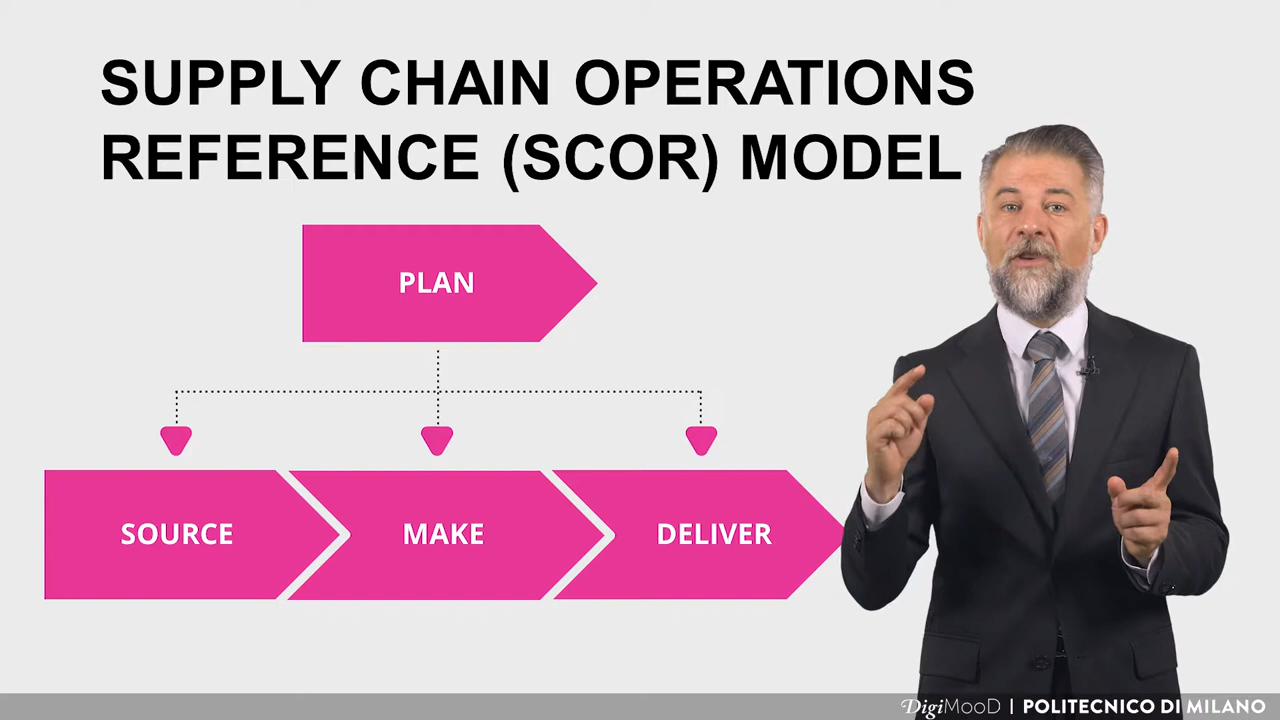 SUPPLY CHAIN OPERATIONS
REFERENCE (SCOR) MODEL
PLAN
SOURCE
MAKE
DELIVER
DigiMooD | POLITECNICO DI MILANO